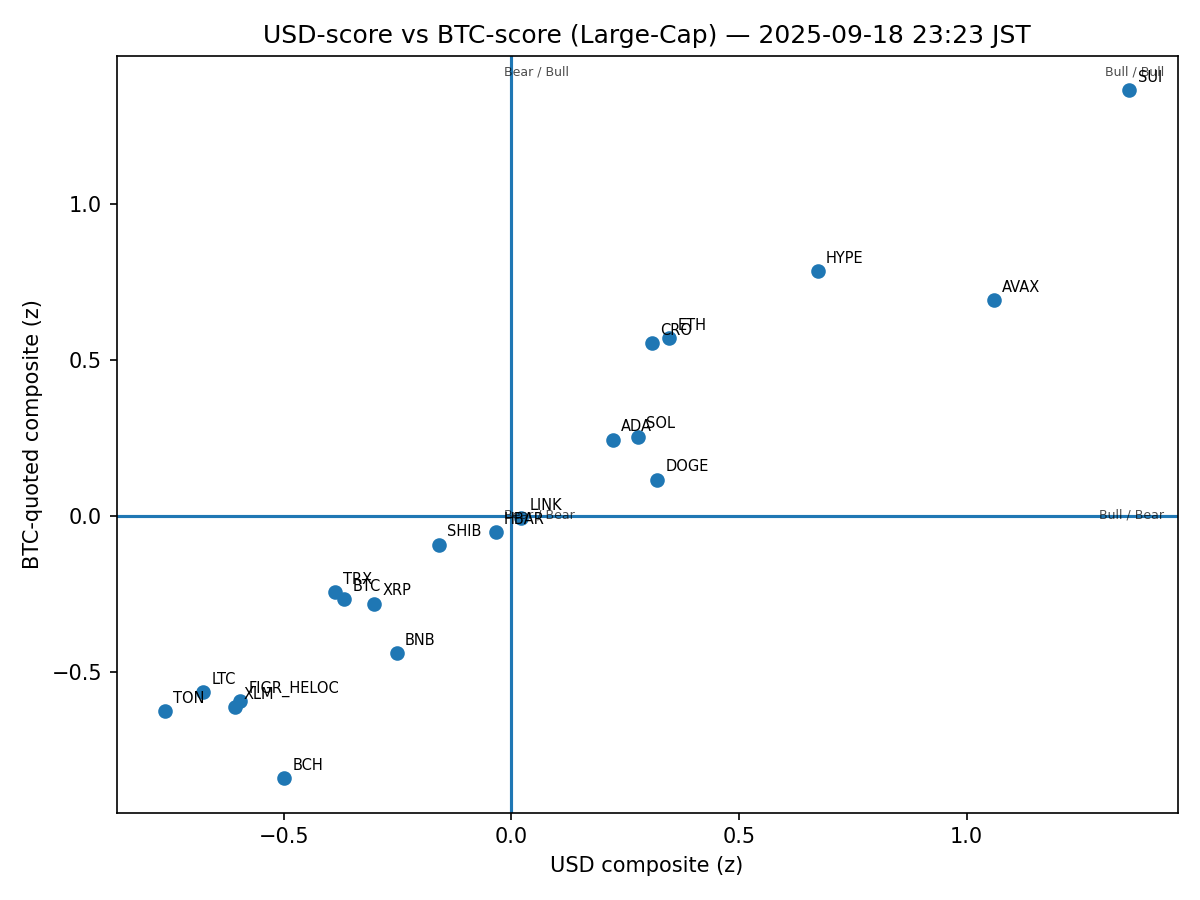 USD-score vs BTC-score (Large-Cap) — 2025-09-18 23:23 JST
Bear / Bull
Bull / Bull
SUI
1.0
HYPE
AVAX
ETH
CRO
0.5
SOL
ADA
DOGE
LINK
0.0
HBAR
Bear / Bear
Bull / Bear
SHIB
TRX
BTC
XRP
BNB
−0.5
LTC
FIGR_HELOC
XLM
TON
BCH
−0.5
0.0
0.5
1.0
USD composite (z)
BTC-quoted composite (z)